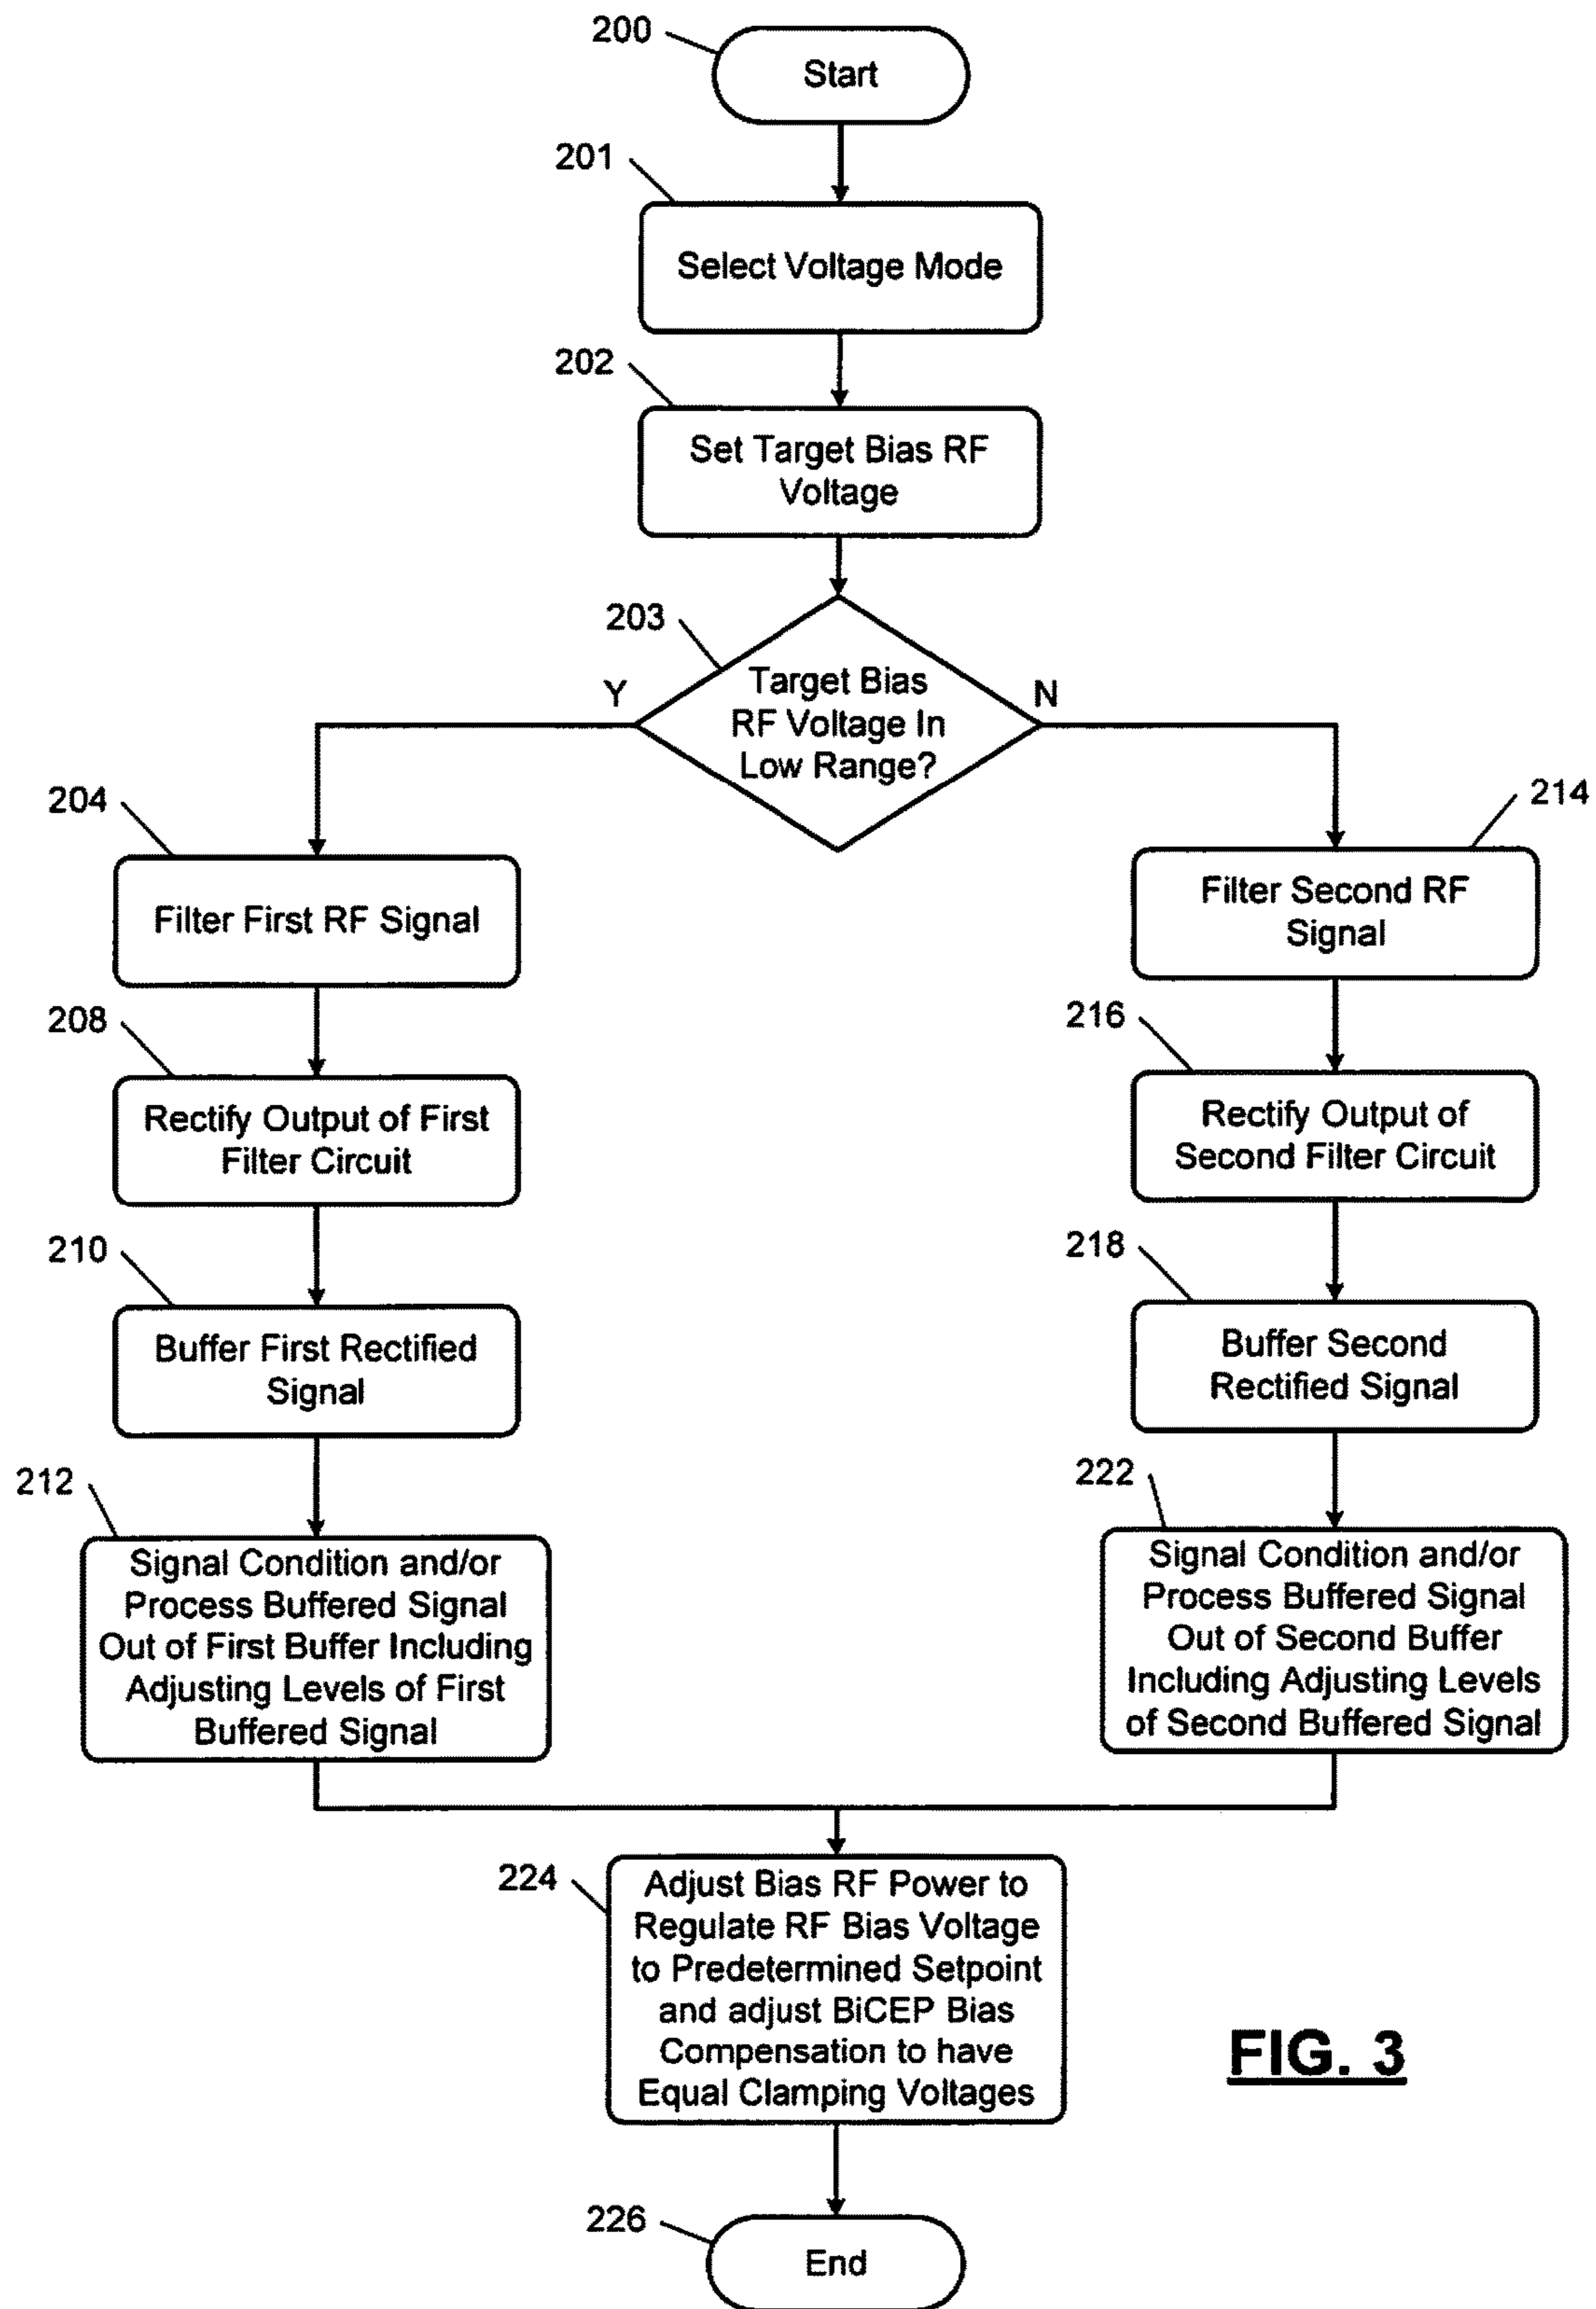 200
Start
201
Select Voltage Mode
202
Set Target Bias RF
Voltage
203
Target Bias
RF Voltage In
Low Range?
Y
N
204
Filter First RF Signal
214
Filter Second RF
Signal
208
Rectify Output of First
Filter Circuit
216
Rectify Output of
Second Filter Circuit
210
Buffer First Rectified
Signal
218
Buffer Second
Rectified Signal
212
Signal Condition and/or
Process Buffered Signal
Out of First Buffer Including
Adjusting Levels of First
Buffered Signal
222
Signal Condition and/or
Process Buffered Signal
Out of Second Buffer
Including Adjusting Levels
of Second Buffered Signal
224
Adjust Bias RF Power to
Regulate RF Bias Voltage
to Predetermined Setpoint
and adjust BiCEP Bias
Compensation to have
Equal Clamping Voltages
FIG. 3
226
End